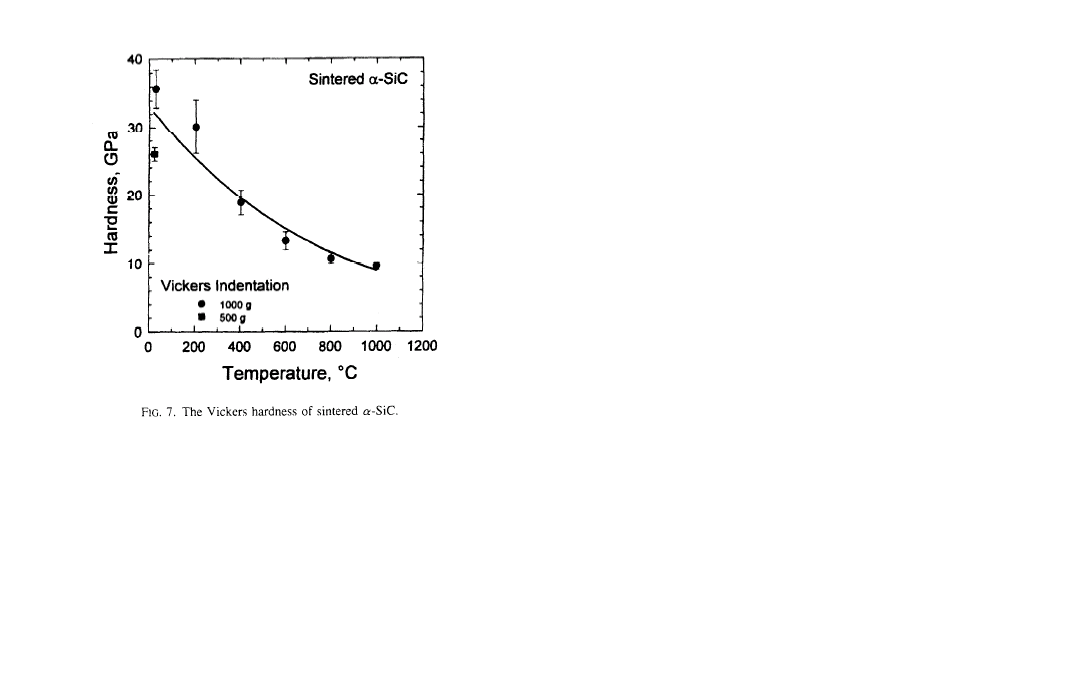 40
Sintered α-SiC
30
20
10
0
Hardness, GPa
Vickers Indentation
1000 g
500 g
0 200 400 600 800 1000 1200
Temperature, °C
FIG. 7. The Vickers hardness of sintered α-SiC.